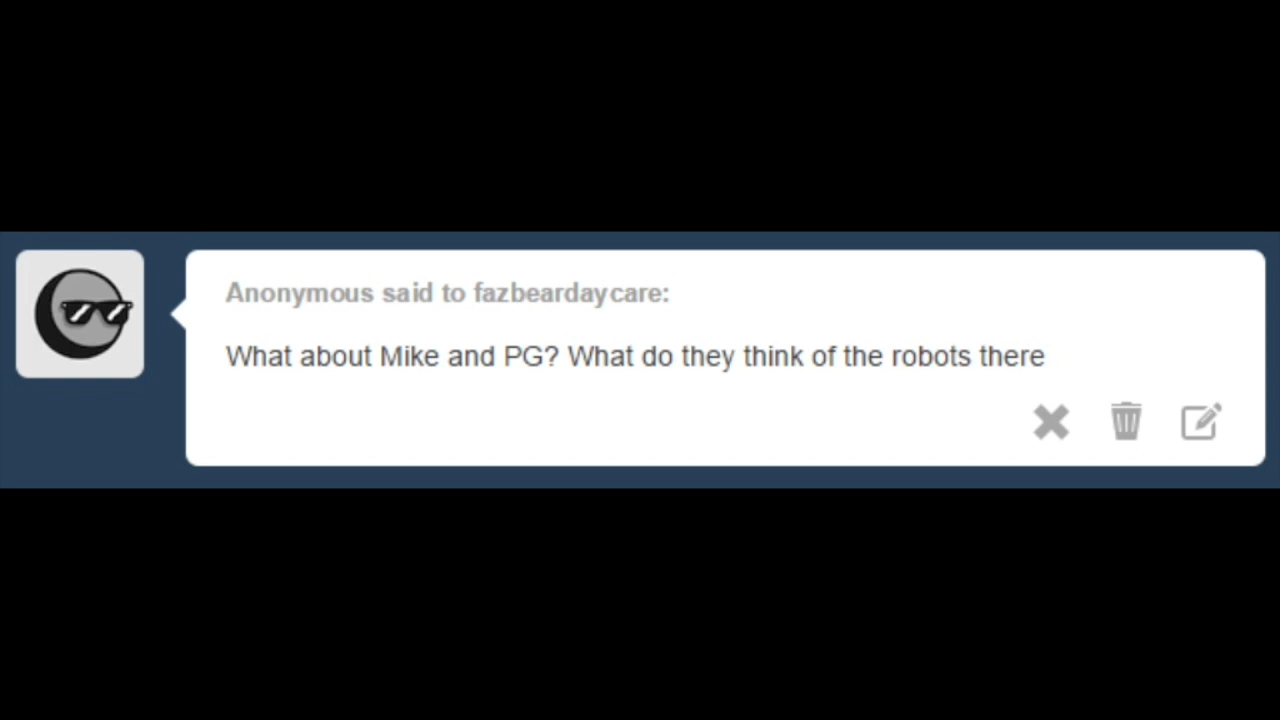 Anonymous said to fazbeardaycare:
What about Mike and PG? What do they think of the robots there